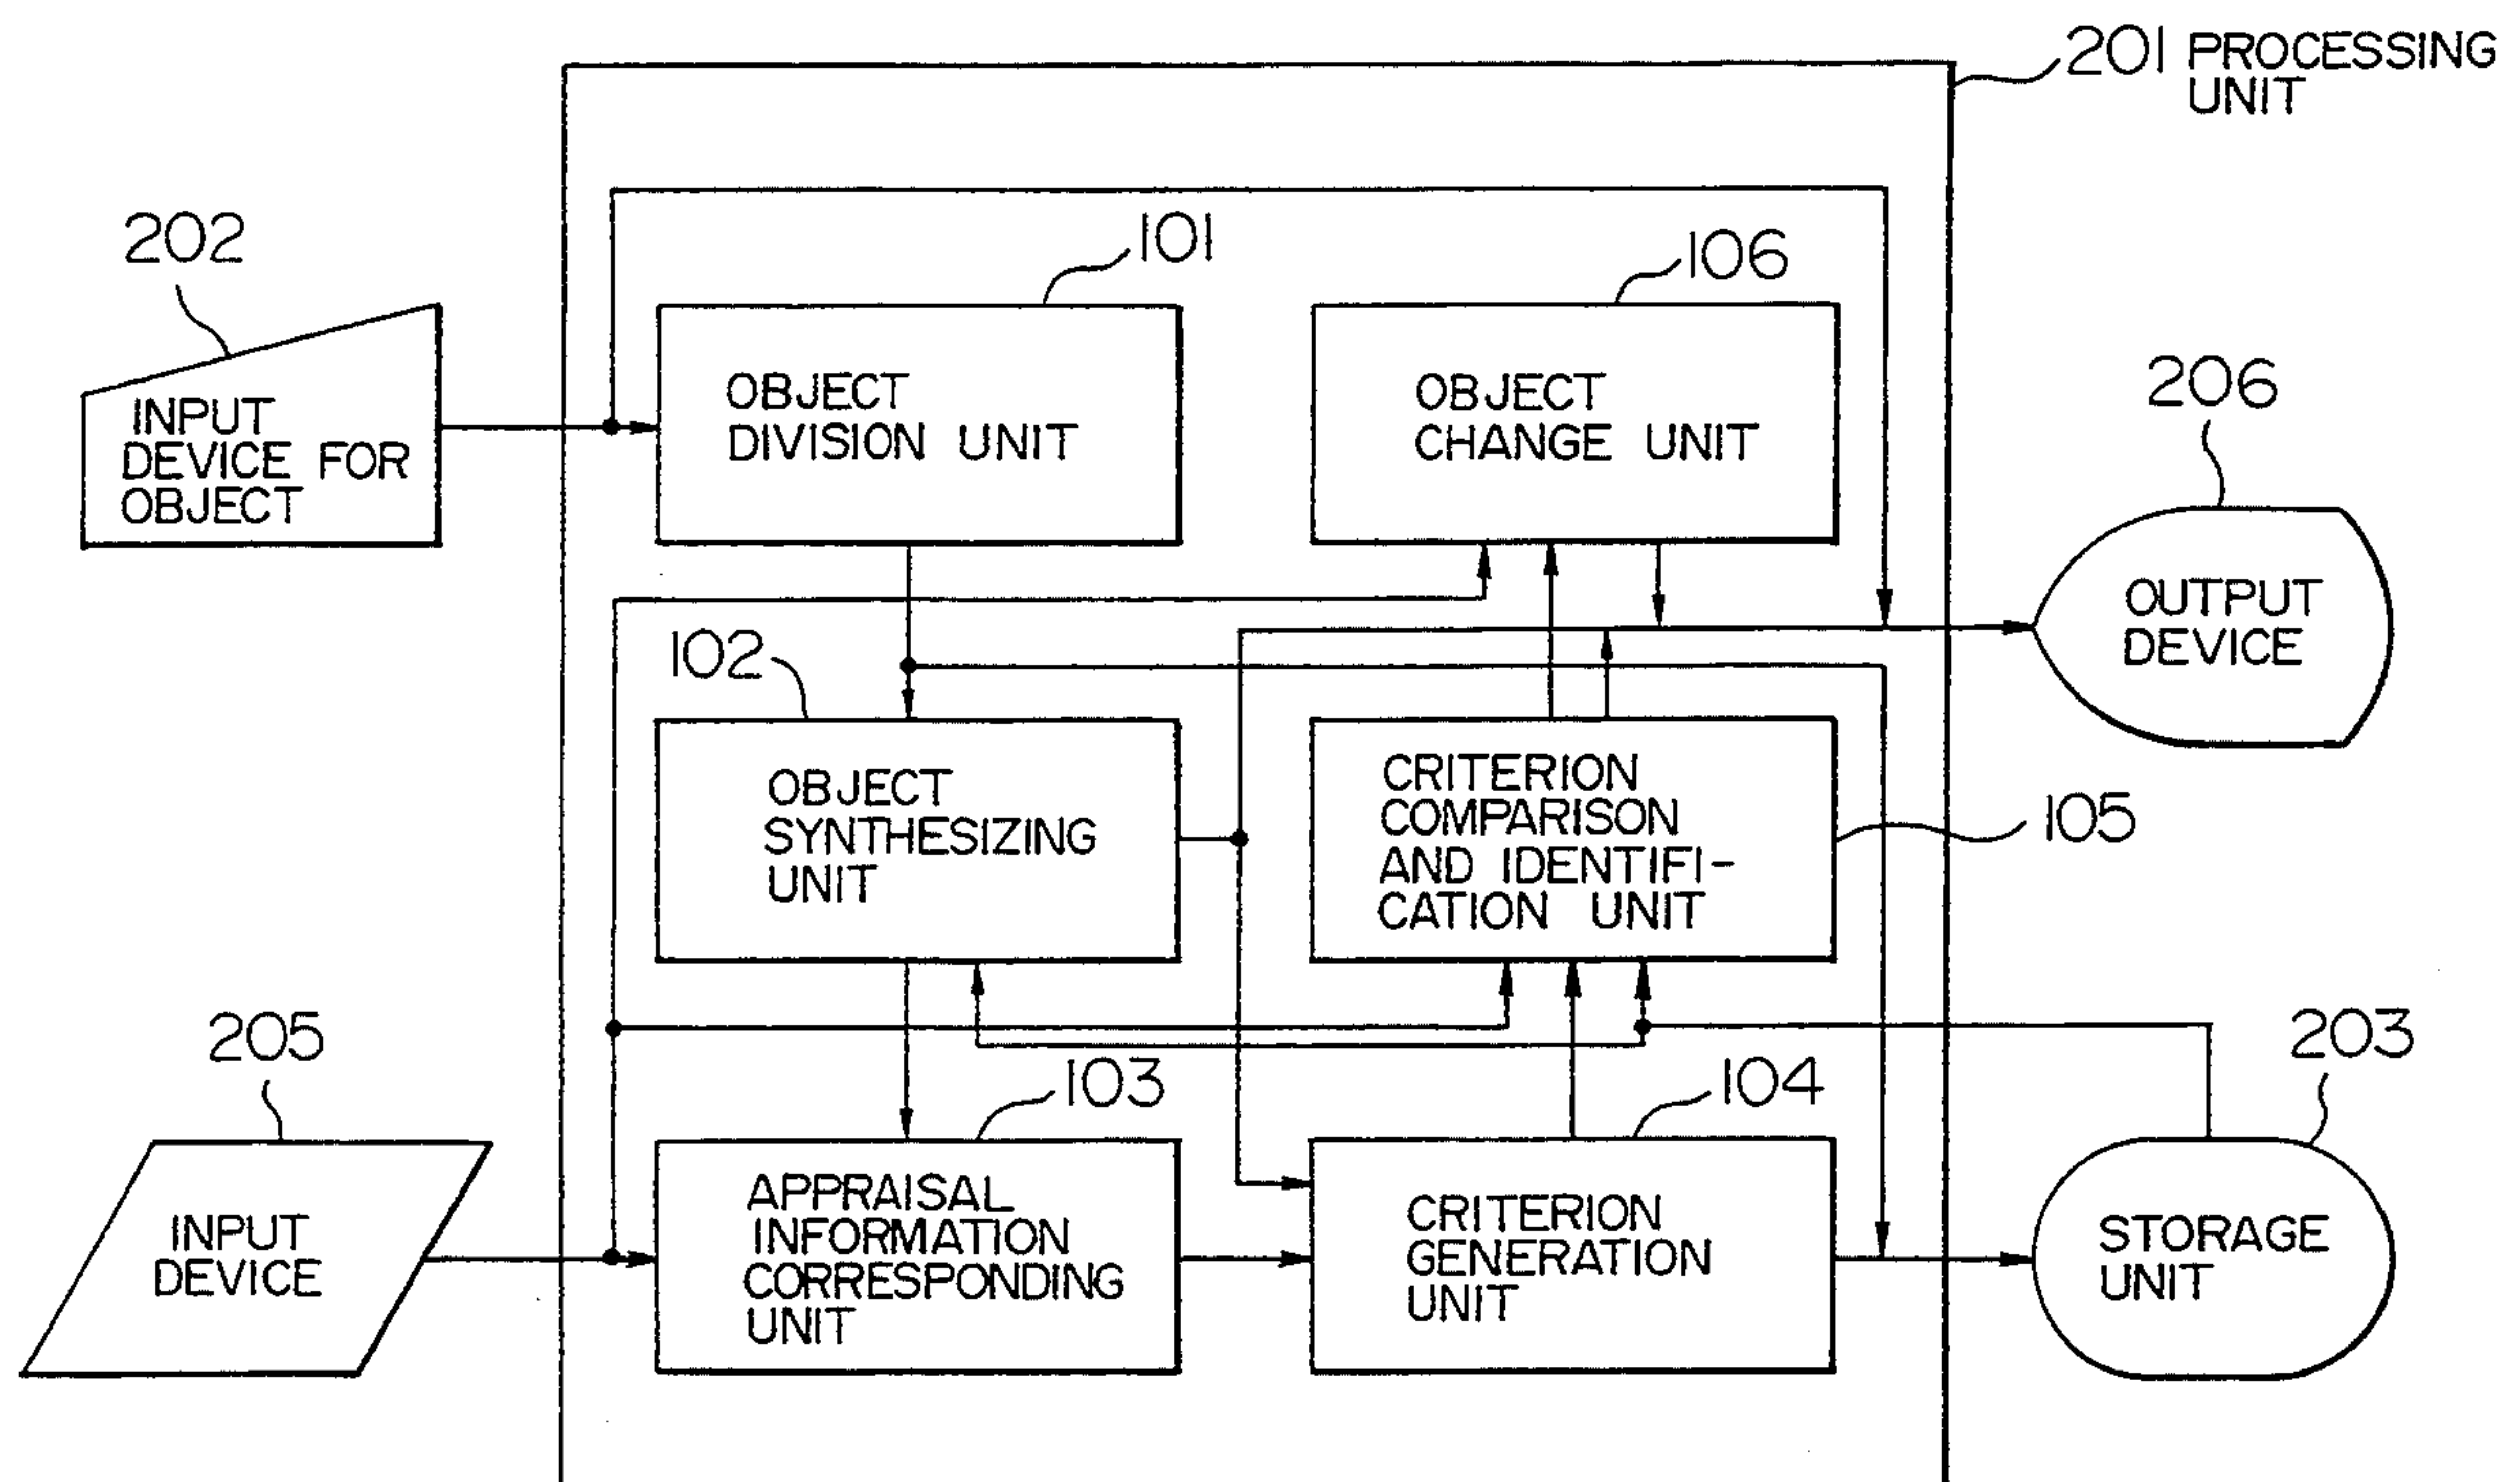 201 PROCESSING
UNIT
202
INPUT
DEVICE FOR
OBJECT
101
OBJECT
DIVISION UNIT
106
OBJECT
CHANGE UNIT
206
OUTPUT
DEVICE
102
OBJECT
SYNTHESIZING
UNIT
CRITERION
COMPARISON
AND IDENTIFI-
CATION UNIT
105
205
INPUT
DEVICE
103
APPRAISAL
INFORMATION
CORRESPONDING
UNIT
104
CRITERION
GENERATION
UNIT
203
STORAGE
UNIT